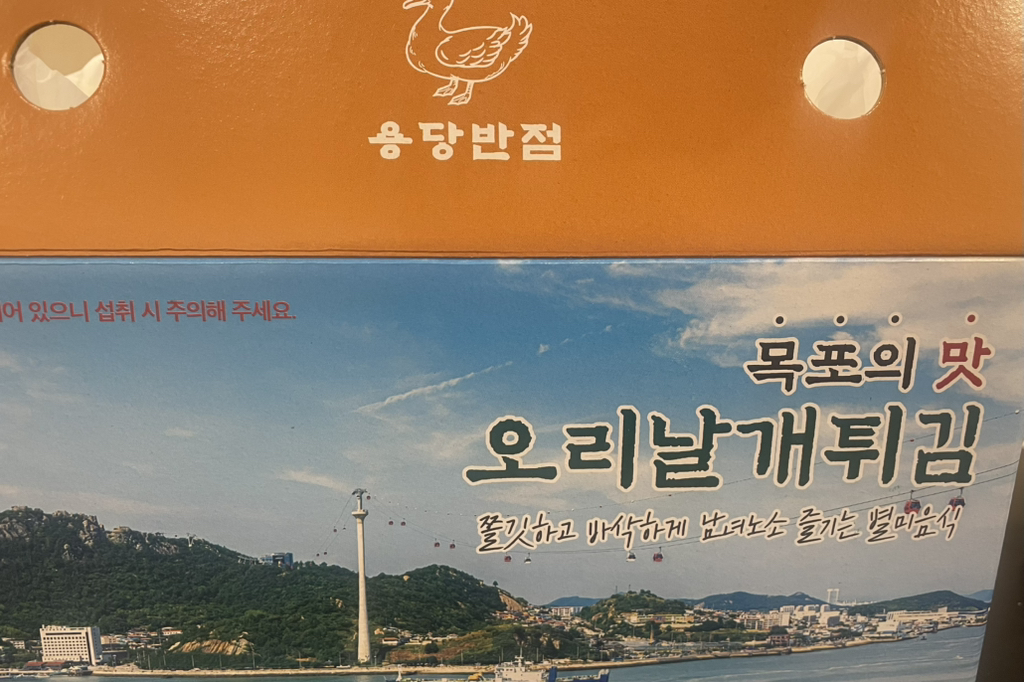 용당반점
있으니 섭취 시 주의해 주세요.
목포의 맛
오리날개튀김
쫄깃하고 바삭하게 남녀노소 즐기는 별미음식